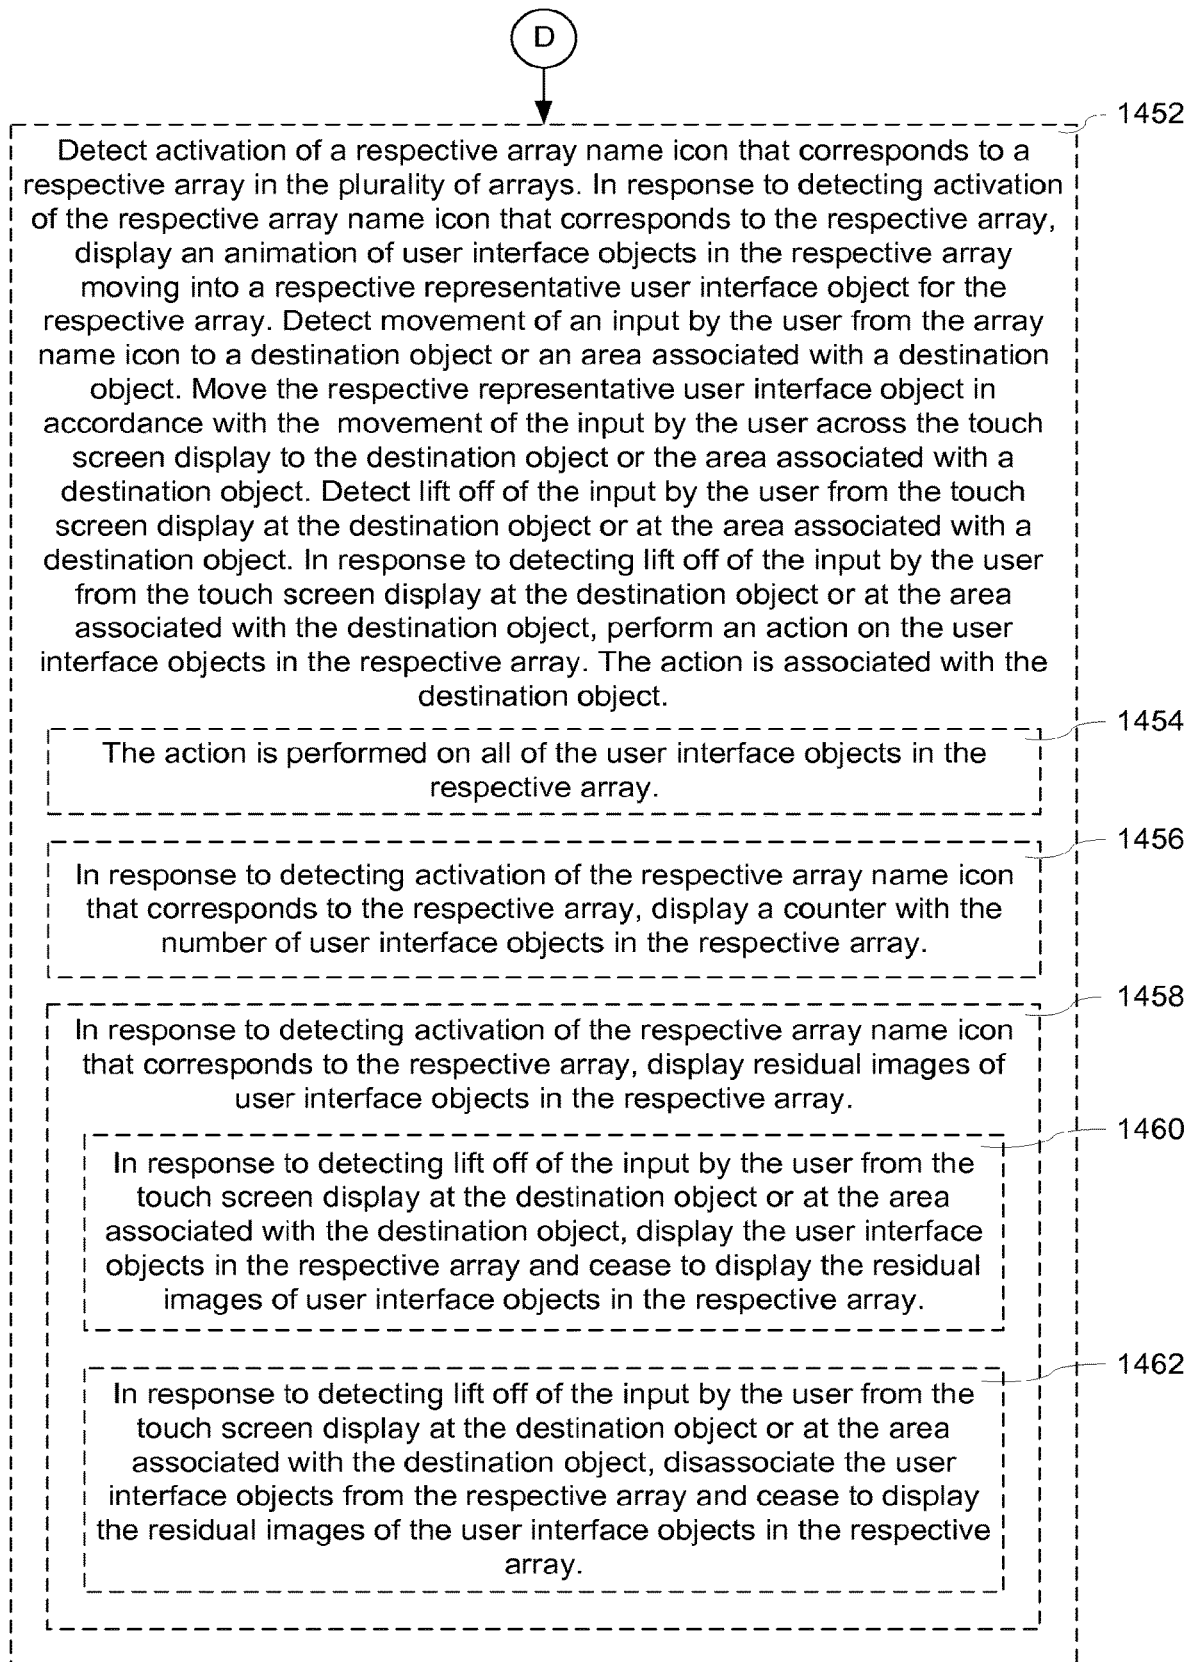 D
1452
Detect activation of a respective array name icon that corresponds to a
respective array in the plurality of arrays. In response to detecting activation
of the respective array name icon that corresponds to the respective array,
display an animation of user interface objects in the respective array
moving into a respective representative user interface object for the
respective array. Detect movement of an input by the user from the array
name icon to a destination object or an area associated with a destination
object. Move the respective representative user interface object in
accordance with the movement of the input by the user across the touch
screen display to the destination object or the area associated with a
destination object. Detect lift off of the input by the user from the touch
screen display at the destination object or at the area associated with a
destination object. In response to detecting lift off of the input by the user
from the touch screen display at the destination object or at the area
associated with the destination object, perform an action on the user
interface objects in the respective array. The action is associated with the
destination object.
1454
The action is performed on all of the user interface objects in the
respective array.
1456
In response to detecting activation of the respective array name icon
that corresponds to the respective array, display a counter with the
number of user interface objects in the respective array.
1458
In response to detecting activation of the respective array name icon
that corresponds to the respective array, display residual images of
user interface objects in the respective array.
1460
In response to detecting lift off of the input by the user from the
touch screen display at the destination object or at the area
associated with the destination object, display the user interface
objects in the respective array and cease to display the residual
images of user interface objects in the respective array.
1462
In response to detecting lift off of the input by the user from the
touch screen display at the destination object or at the area
associated with the destination object, disassociate the user
interface objects from the respective array and cease to display
the residual images of the user interface objects in the respective
array.